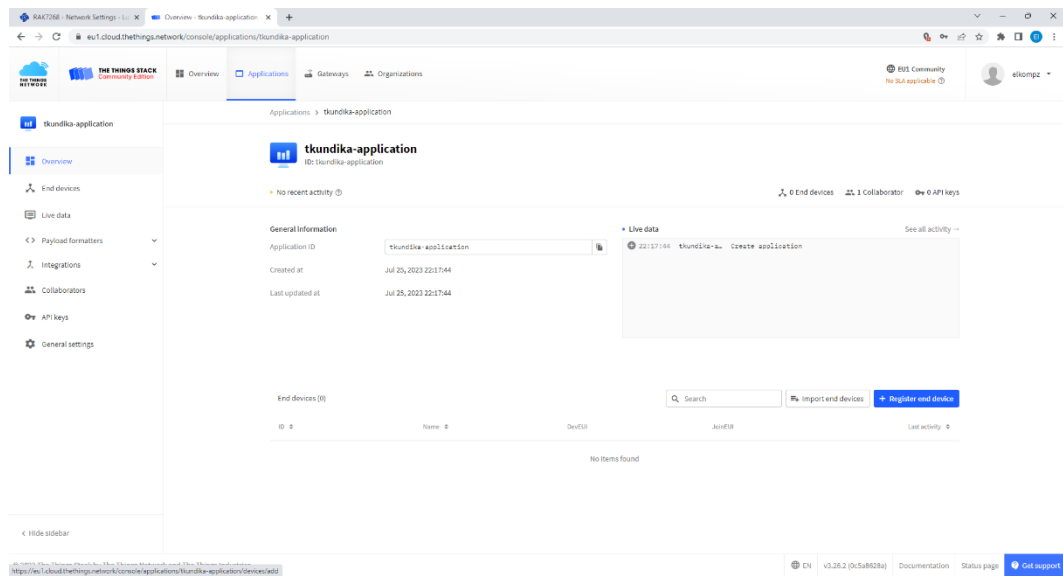 RAK7268 - Network Settings - Lu
Overview - tkundika-application
eu1.cloud.thethings.network/console/applications/tkundika-application
THE THINGS NETWORK
THE THINGS STACK
Community Edition
Overview
Applications
Gateways
Organizations
EU1 Community
No SLA applicable
elkompz
tkundika-application
Overview
End devices
Live data
Payload formatters
Integrations
Collaborators
API keys
General settings
Hide sidebar
Applications > tkundika-application
tkundika-application
ID: tkundika-application
No recent activity
0 End devices 1 Collaborator 0 API keys
General information
Application ID tkundika-application
Created at Jul 25, 2023 22:17:44
Last updated at Jul 25, 2023 22:17:44
Live data See all activity →
22:17:44 tkundika-a… Create application
End devices (0)
Search
Import end devices
+ Register end device
ID Name DevEUI JoinEUI Last activity
No items found
https://eu1.cloud.thethings.network/console/applications/tkundika-application/devices/add
EN v3.26.2 (0c5a8628a) Documentation Status page Get support